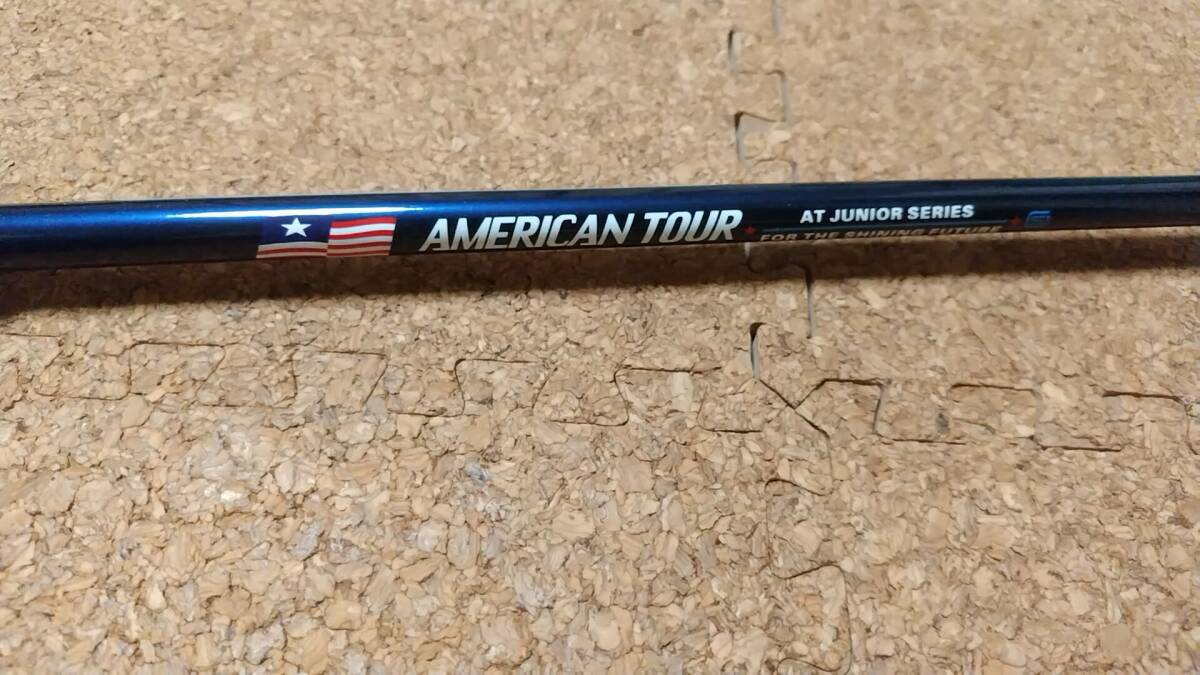 AMERICAN TOUR
AT JUNIOR SERIES
FOR THE SHINING FUTURE